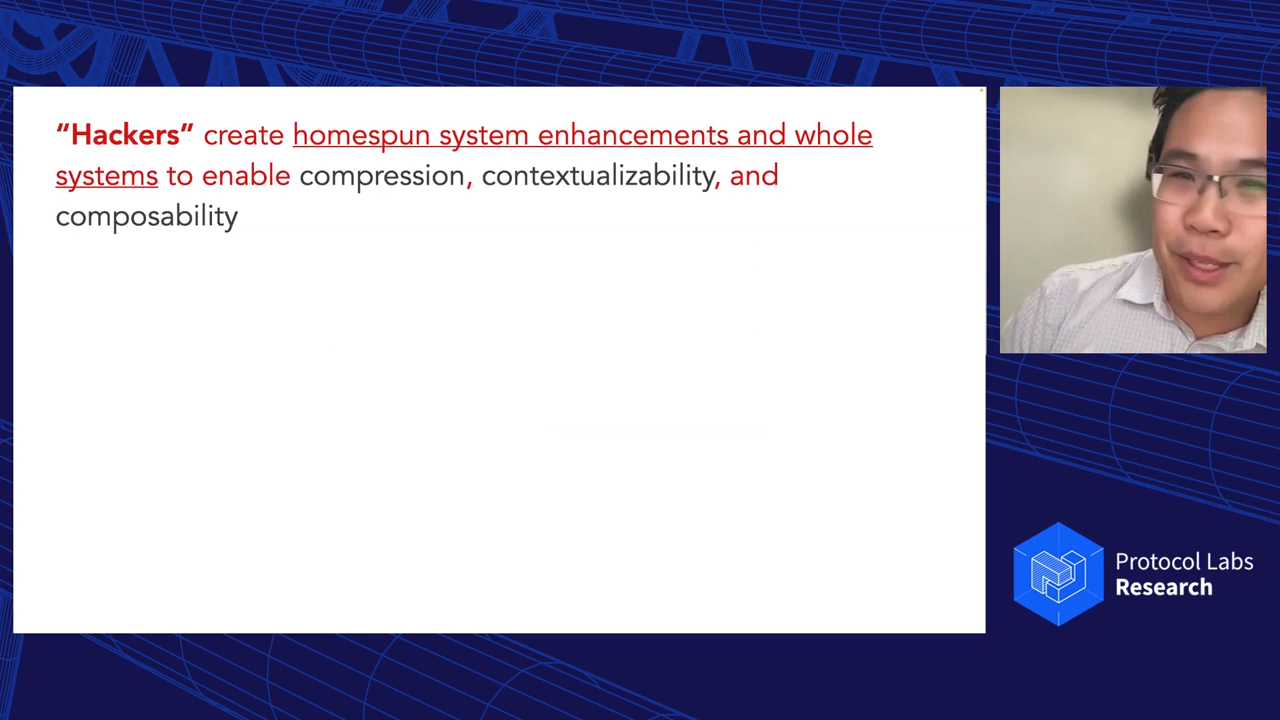 “Hackers” create homespun system enhancements and whole
systems to enable compression, contextualizability, and
composability
Protocol Labs
Research